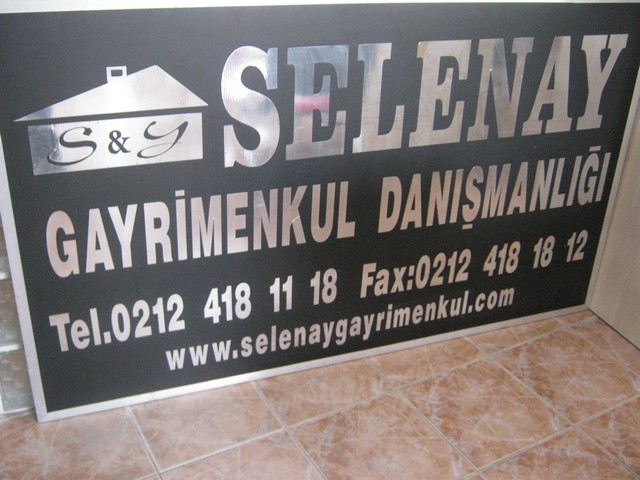 S&Y
SELENAY
GAYRİMENKUL DANIŞMANLIĞI
Tel.0212 418 11 18 Fax:0212 418 18 12
www.selenaygayrimenkul.com